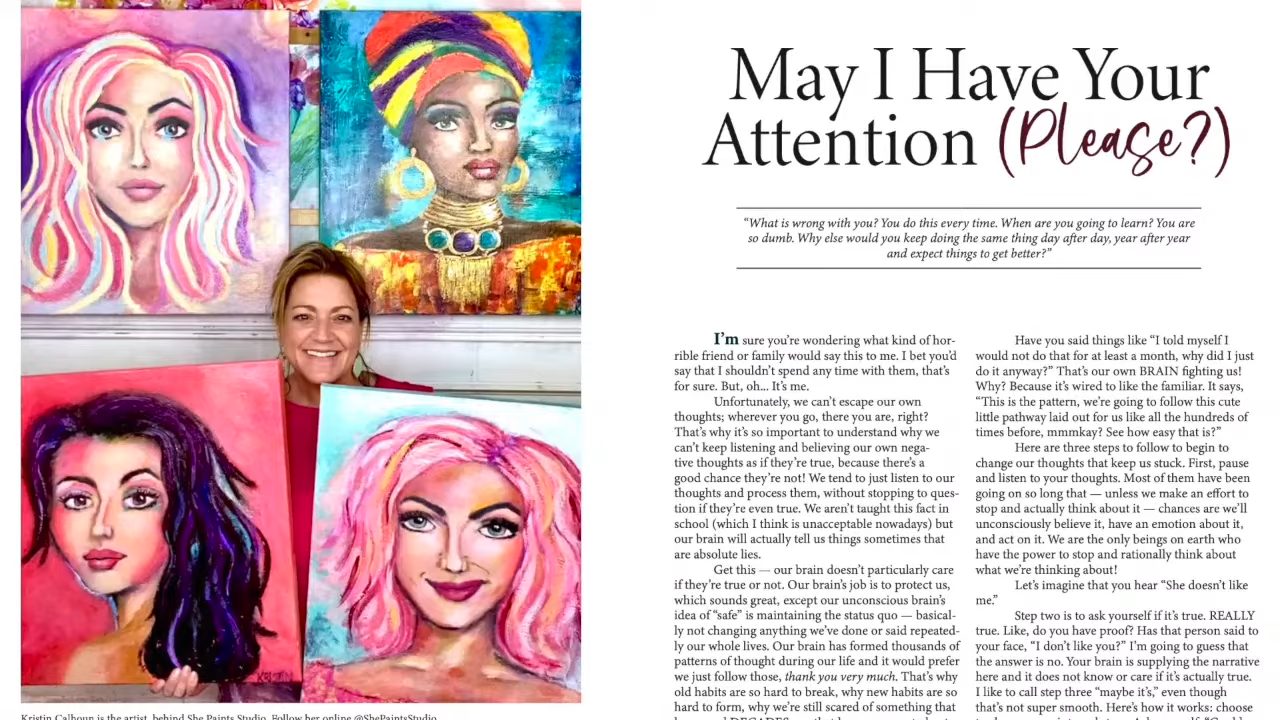 May I Have Your
Attention (Please?)
“What is wrong with you? You do this every time. When are you going to learn? You are
so dumb. Why else would you keep doing the same thing day after day, year after year
and expect things to get better?”
I’m sure you’re wondering what kind of hor-
rible friend or family would say this to me. I bet you’d
say that I shouldn’t spend any time with them, that’s
for sure. But, oh... It’s me.
Unfortunately, we can’t escape our own
thoughts; wherever you go, there you are, right?
That’s why it’s so important to understand why we
can’t keep listening and believing our own nega-
tive thoughts as if they’re true, because there’s a
good chance they’re not! We tend to just listen to our
thoughts and process them, without stopping to ques-
tion if they’re even true. We aren’t taught this fact in
school (which I think is unacceptable nowadays) but
our brain will actually tell us things sometimes that
are absolute lies.
Get this — our brain doesn’t particularly care
if they’re true or not. Our brain’s job is to protect us,
which sounds great, except our unconscious brain’s
idea of “safe” is maintaining the status quo — basical-
ly not changing anything we’ve done or said repeated-
ly our whole lives. Our brain has formed thousands of
patterns of thought during our life and it would prefer
we just follow those, thank you very much. That’s why
old habits are so hard to break, why new habits are so
hard to form, why we’re still scared of something that
Have you said things like “I told myself I
would not do that for at least a month, why did I just
do it anyway?” That’s our own BRAIN fighting us!
Why? Because it’s wired to like the familiar. It says,
“This is the pattern, we’re going to follow this cute
little pathway laid out for us like all the hundreds of
times before, mmmkay? See how easy that is?”
Here are three steps to follow to begin to
change our thoughts that keep us stuck. First, pause
and listen to your thoughts. Most of them have been
going on so long that — unless we make an effort to
stop and actually think about it — chances are we’ll
unconsciously believe it, have an emotion about it,
and act on it. We are the only beings on earth who
have the power to stop and rationally think about
what we’re thinking about!
Let’s imagine that you hear “She doesn’t like
me.”
Step two is to ask yourself if it’s true. REALLY
true. Like, do you have proof? Has that person said to
your face, “I don’t like you?” I’m going to guess that
the answer is no. Your brain is supplying the narrative
here and it does not know or care if it’s actually true.
I like to call step three “maybe it’s,” even though
that’s not super smooth. Here’s how it works: choose
Kristin Calhoun is the artist behind She Paints Studio. Follow her online @ShePaintsStudio